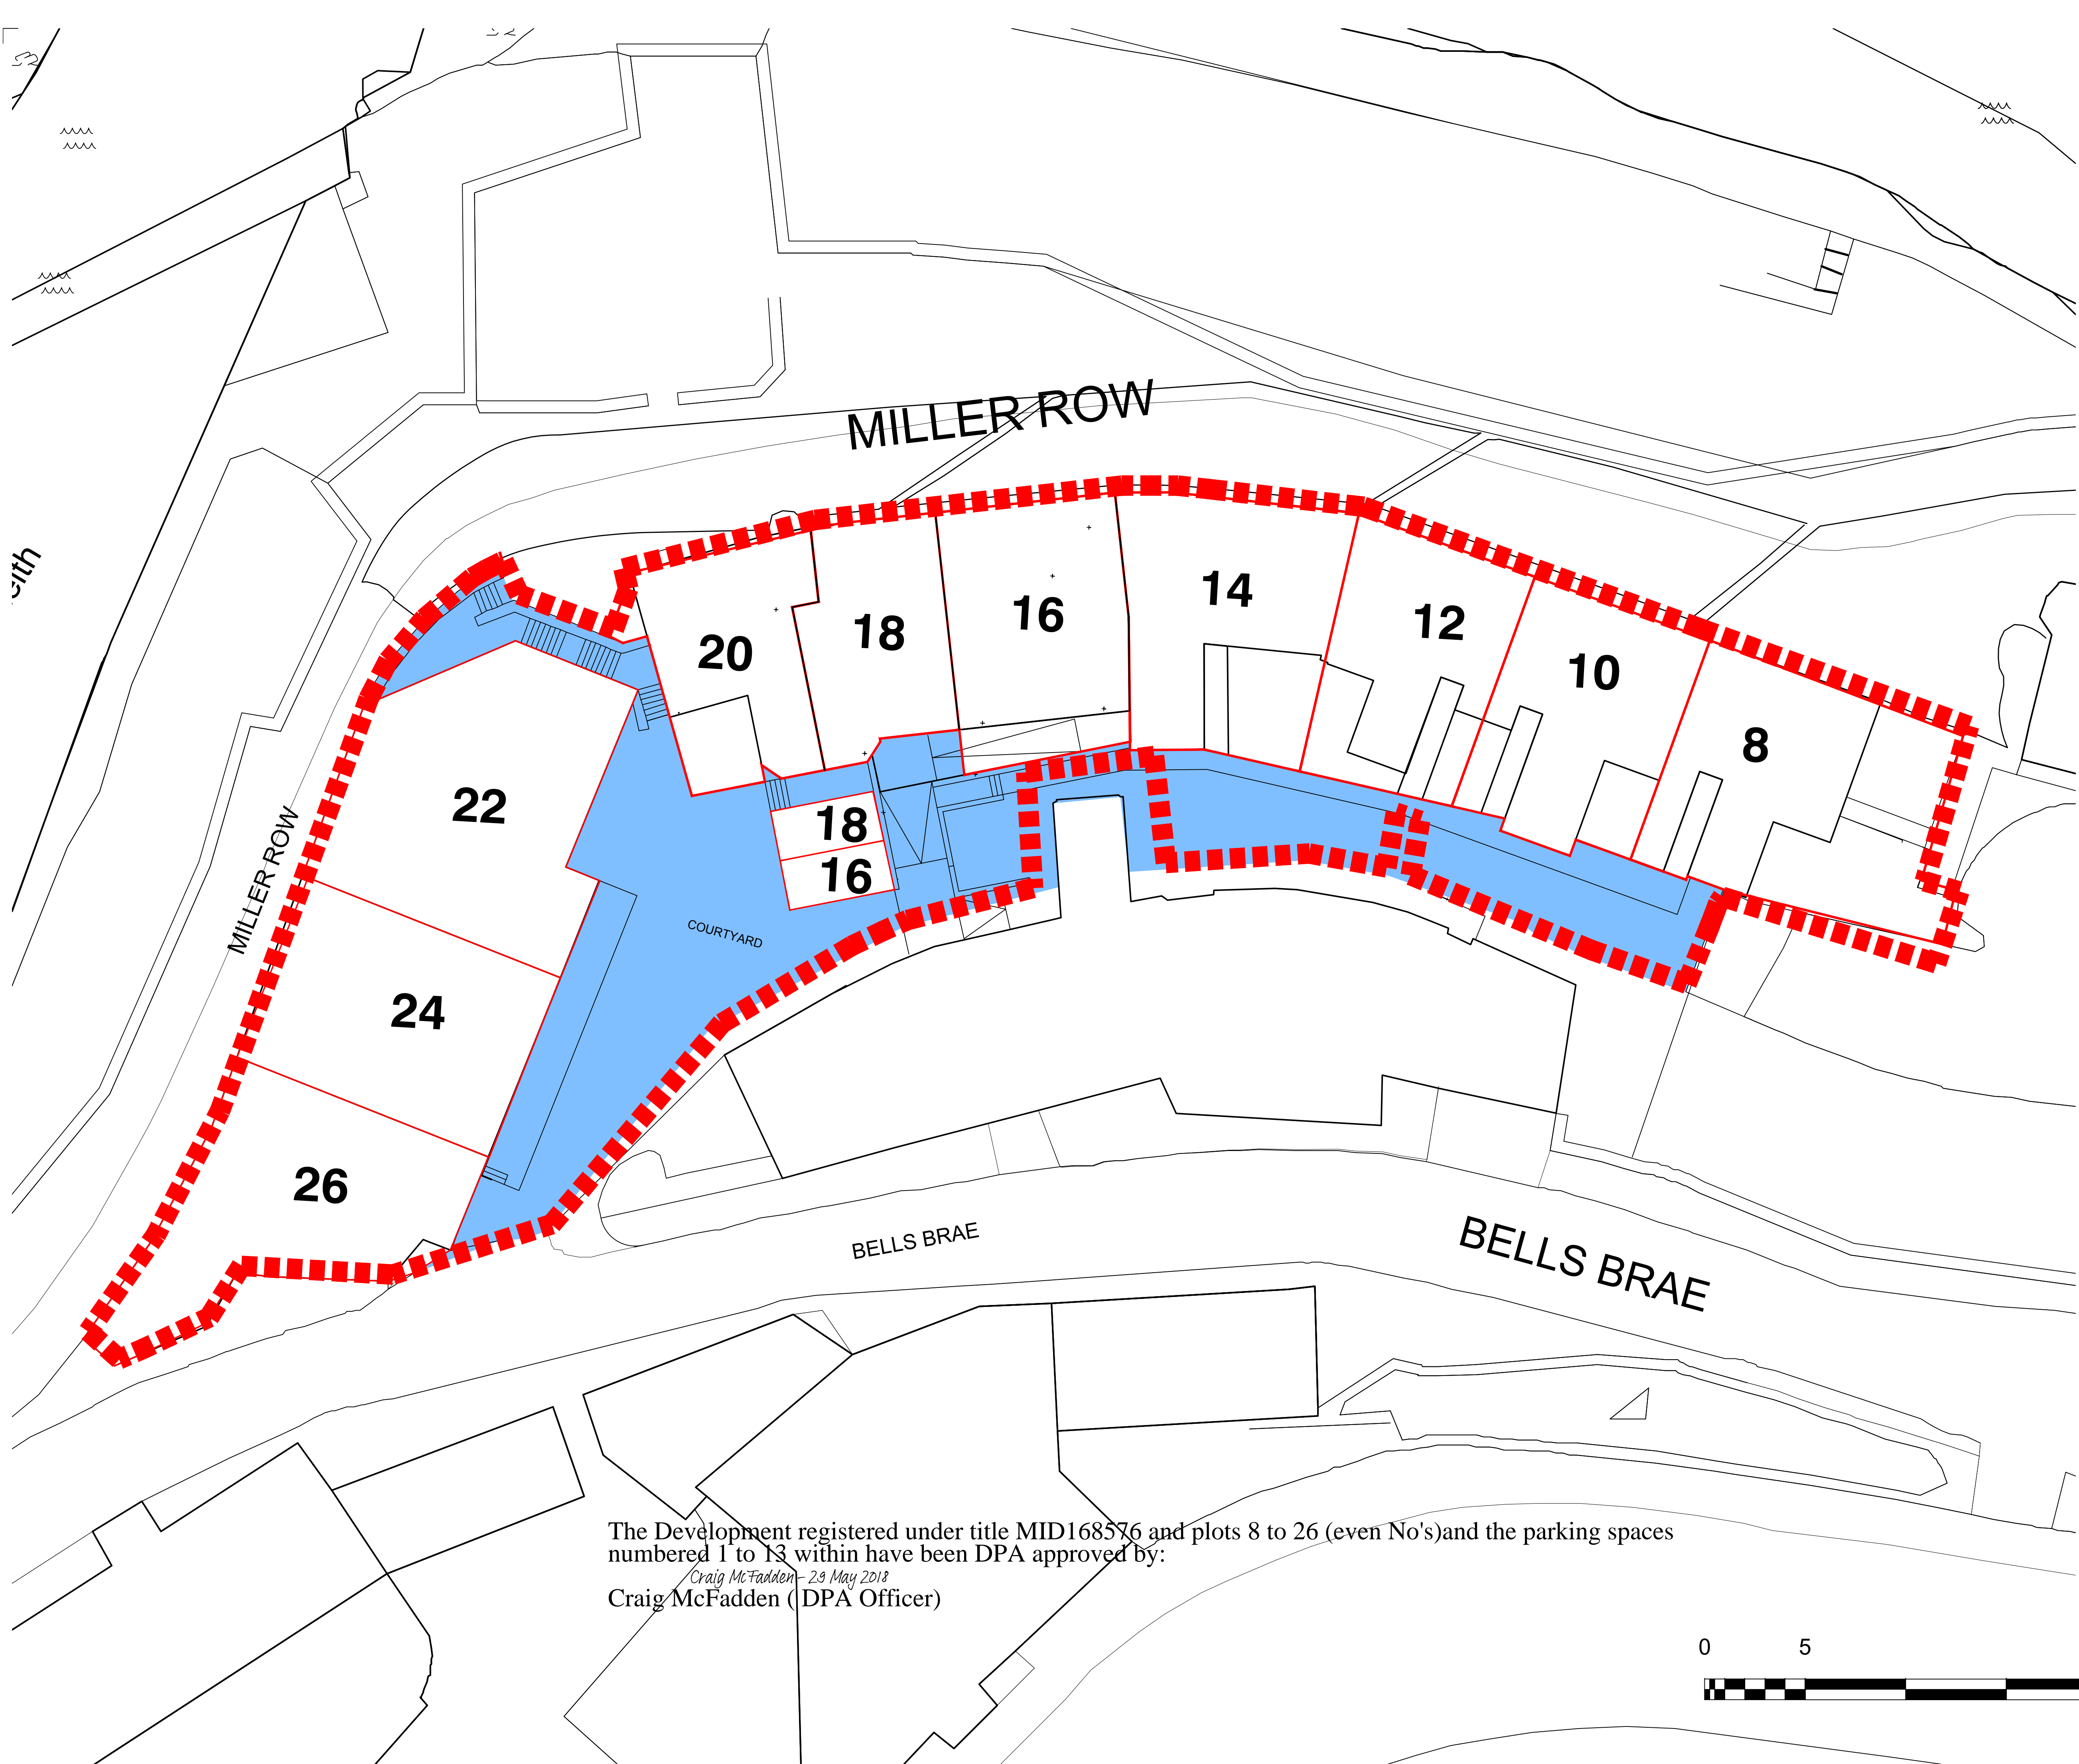 MILLER ROW
14
12
16
18
20
10
8
22
18
16
MILLER ROW
COURTYARD
24
26
BELLS BRAE
BELLS BRAE
The Development registered under title MID168576 and plots 8 to 26 (even No's)and the parking spaces
numbered 1 to 13 within have been DPA approved by:
Craig McFadden - 29 May 2018
Craig McFadden ( DPA Officer)
0 5